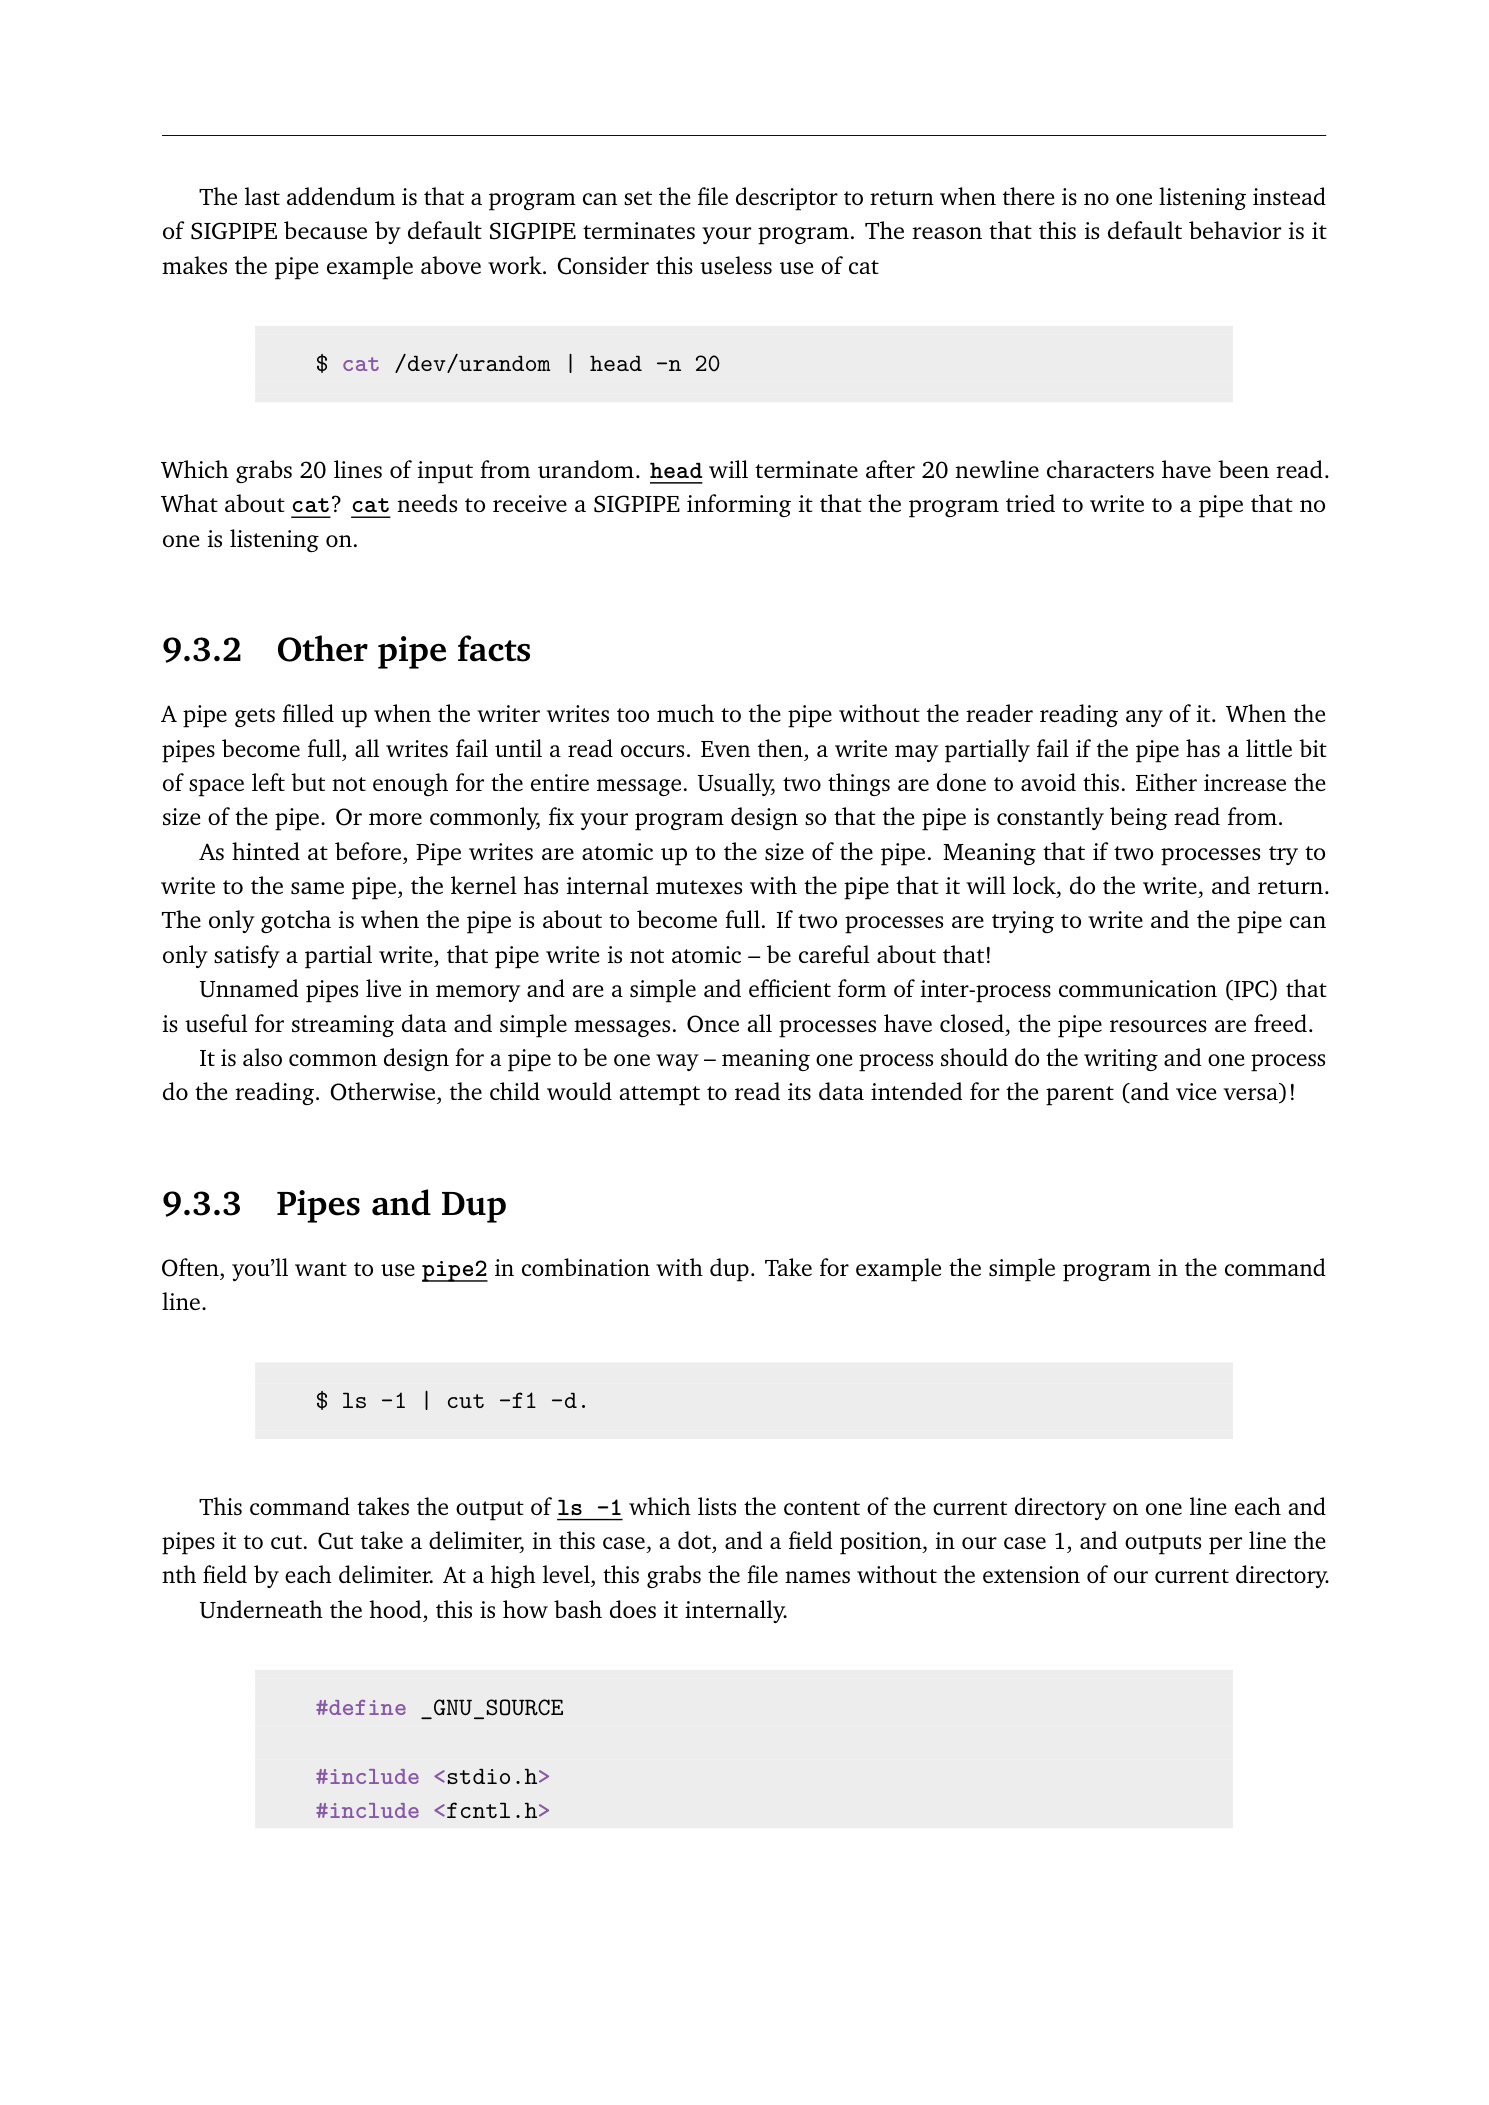 The last addendum is that a program can set the file descriptor to return when there is no one listening instead
of SIGPIPE because by default SIGPIPE terminates your program. The reason that this is default behavior is it
makes the pipe example above work. Consider this useless use of cat
$ cat /dev/urandom | head -n 20
Which grabs 20 lines of input from urandom. head will terminate after 20 newline characters have been read.
What about cat? cat needs to receive a SIGPIPE informing it that the program tried to write to a pipe that no
one is listening on.
9.3.2 Other pipe facts
A pipe gets filled up when the writer writes too much to the pipe without the reader reading any of it. When the
pipes become full, all writes fail until a read occurs. Even then, a write may partially fail if the pipe has a little bit
of space left but not enough for the entire message. Usually, two things are done to avoid this. Either increase the
size of the pipe. Or more commonly, fix your program design so that the pipe is constantly being read from.
As hinted at before, Pipe writes are atomic up to the size of the pipe. Meaning that if two processes try to
write to the same pipe, the kernel has internal mutexes with the pipe that it will lock, do the write, and return.
The only gotcha is when the pipe is about to become full. If two processes are trying to write and the pipe can
only satisfy a partial write, that pipe write is not atomic – be careful about that!
Unnamed pipes live in memory and are a simple and efficient form of inter-process communication (IPC) that
is useful for streaming data and simple messages. Once all processes have closed, the pipe resources are freed.
It is also common design for a pipe to be one way – meaning one process should do the writing and one process
do the reading. Otherwise, the child would attempt to read its data intended for the parent (and vice versa)!
9.3.3 Pipes and Dup
Often, you'll want to use pipe2 in combination with dup. Take for example the simple program in the command
line.
$ ls -1 | cut -f1 -d.
This command takes the output of ls -1 which lists the content of the current directory on one line each and
pipes it to cut. Cut take a delimiter, in this case, a dot, and a field position, in our case 1, and outputs per line the
nth field by each delimiter. At a high level, this grabs the file names without the extension of our current directory.
Underneath the hood, this is how bash does it internally.
#define _GNU_SOURCE
#include <stdio.h>
#include <fcntl.h>